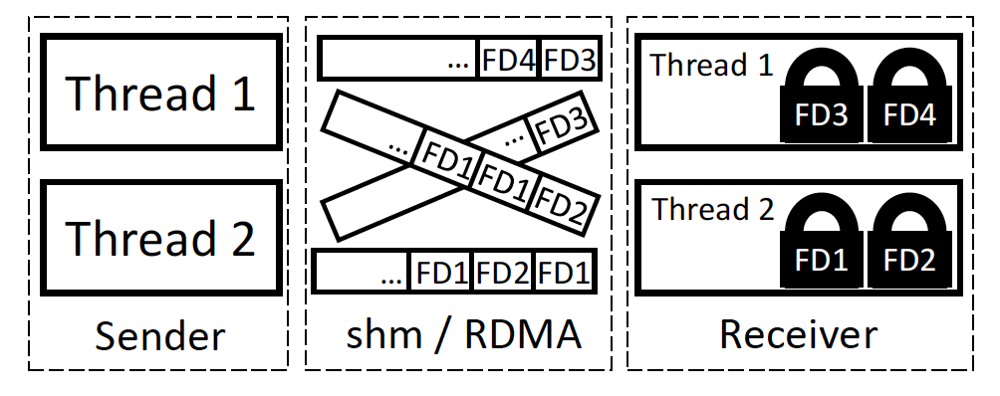 Thread 1
Thread 2
Sender
... FD4 FD3
... FD3
... FD1 FD1 FD2
... FD1 FD2 FD1
shm / RDMA
Thread 1
FD3 FD4
Thread 2
FD1 FD2
Receiver